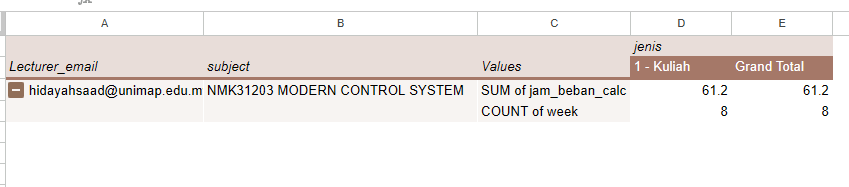 A B C D E
jenis
Lecturer_email subject Values 1 - Kuliah Grand Total
hidayahsaad@unimap.edu.m NMK31203 MODERN CONTROL SYSTEM SUM of jam_beban_calc 61.2 61.2
COUNT of week 8 8